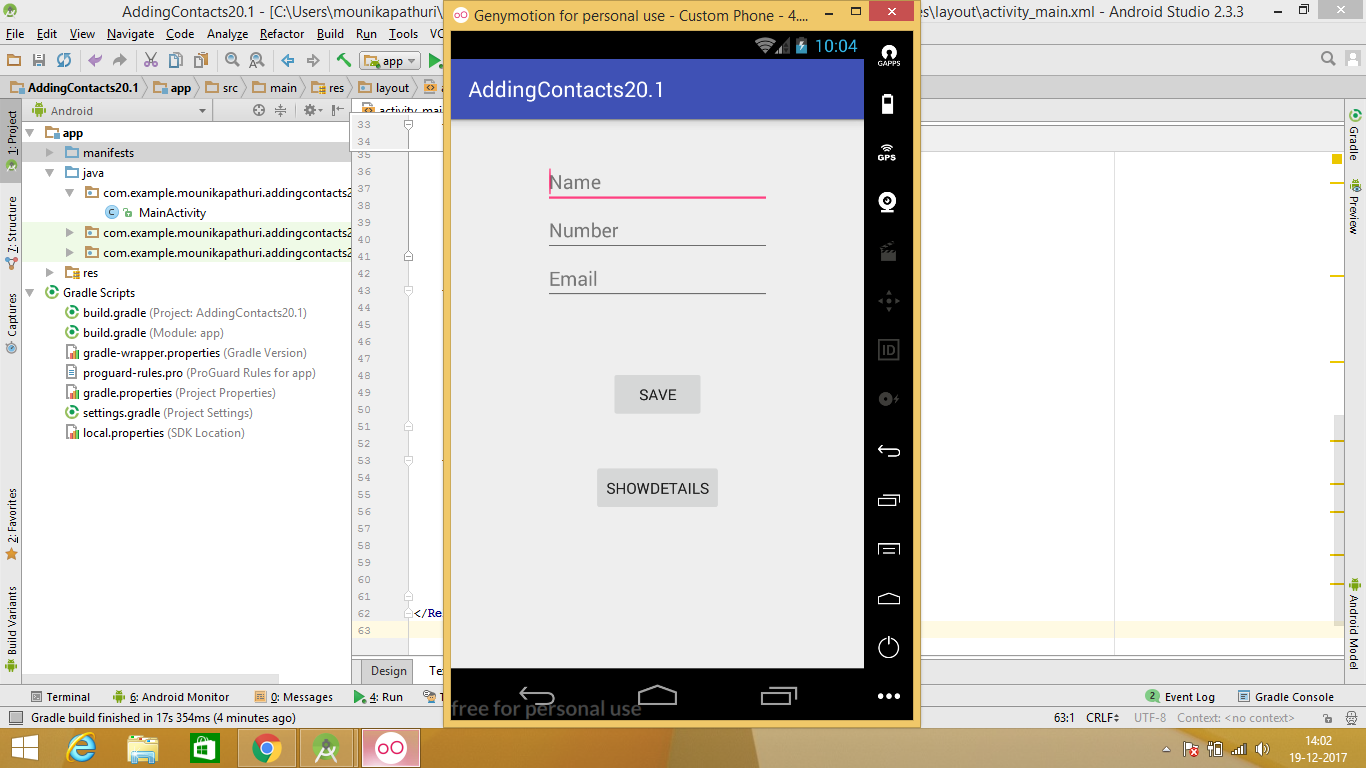 AddingContacts20.1 - [C:\Users\mounikapathuri\
Genymotion for personal use - Custom Phone - 4....
es\layout\activity_main.xml - Android Studio 2.3.3
File Edit View Navigate Code Analyze Refactor Build Run Tools VC
app
AddingContacts20.1 app src main res layout
1: Project
7: Structure
Captures
2: Favorites
Build Variants
Android
app
manifests
java
com.example.mounikapathuri.addingcontacts2
MainActivity
com.example.mounikapathuri.addingcontacts2
com.example.mounikapathuri.addingcontacts2
res
Gradle Scripts
build.gradle (Project: AddingContacts20.1)
build.gradle (Module: app)
gradle-wrapper.properties (Gradle Version)
proguard-rules.pro (ProGuard Rules for app)
gradle.properties (Project Properties)
settings.gradle (Project Settings)
local.properties (SDK Location)
activity_mai
33
34
35
36
37
38
39
40
41
42
43
44
45
46
47
48
49
50
51
52
53
54
55
56
57
58
59
60
61
62 </Re
63
Design Te
10:04
AddingContacts20.1
Name
Number
Email
SAVE
SHOWDETAILS
free for personal use
GAPPS
GPS
ID
Gradle
Preview
Android Model
Terminal 6: Android Monitor 0: Messages 4: Run
Event Log Gradle Console
2
Gradle build finished in 17s 354ms (4 minutes ago)
63:1 CRLF UTF-8 Context: <no context>
14:02
19-12-2017